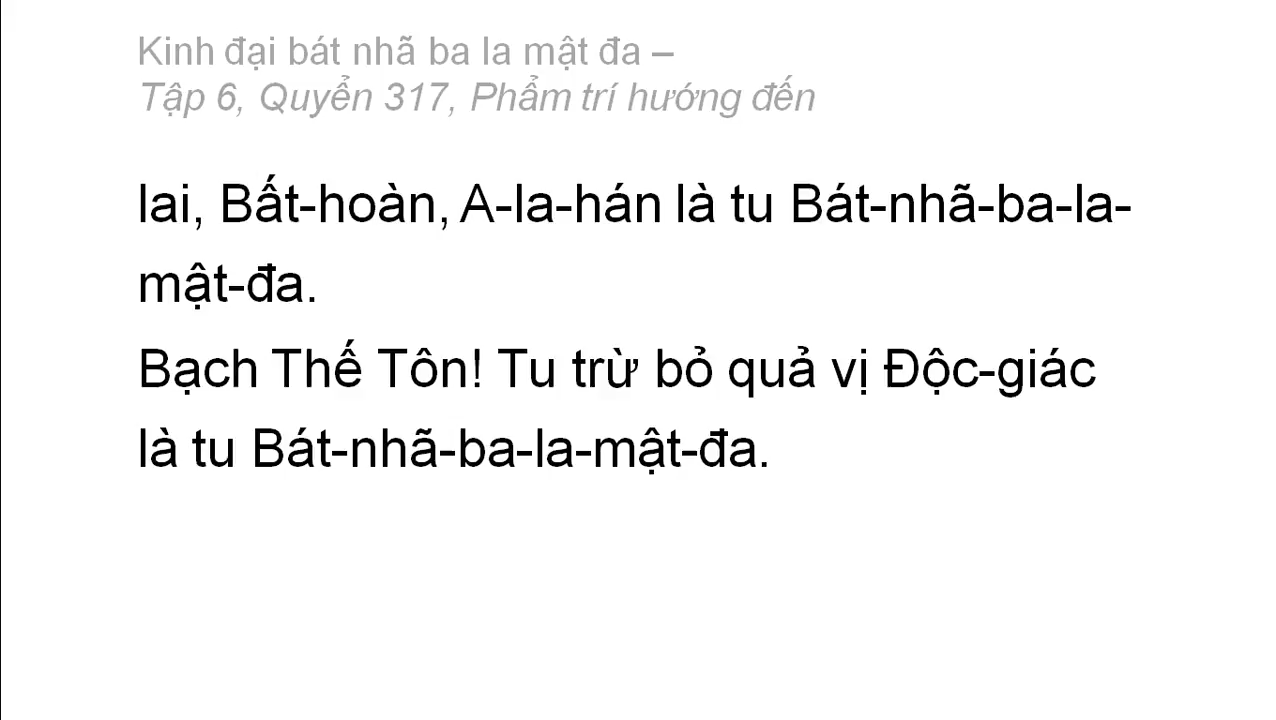 Kinh đại bát nhã ba la mật đa –
Tập 6, Quyển 317, Phẩm trí hướng đến
lai, Bất-hoàn, A-la-hán là tu Bát-nhã-ba-la-
mật-đa.
Bạch Thế Tôn! Tu trừ bỏ quả vị Độc-giác
là tu Bát-nhã-ba-la-mật-đa.